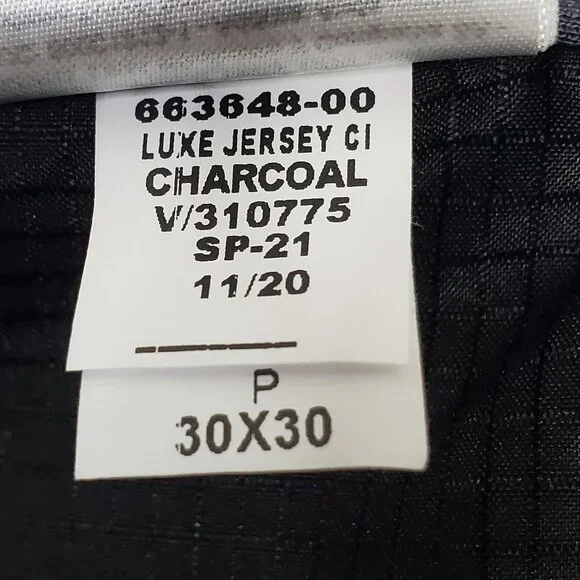 663648-00
LUXE JERSEY CI
CHARCOAL
V/310775
SP-21
11/20
P
30X30